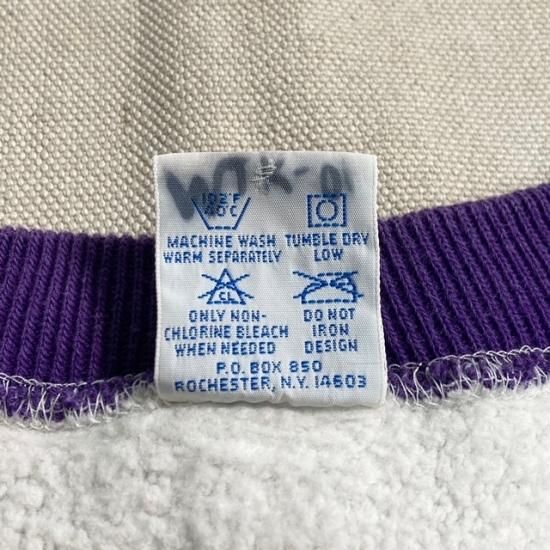 102°F
40°C
MACHINE WASH
WARM SEPARATELY
TUMBLE DRY
LOW
CL
ONLY NON-
CHLORINE BLEACH
WHEN NEEDED
DO NOT
IRON
DESIGN
P.O. BOX 850
ROCHESTER, N.Y. 14603